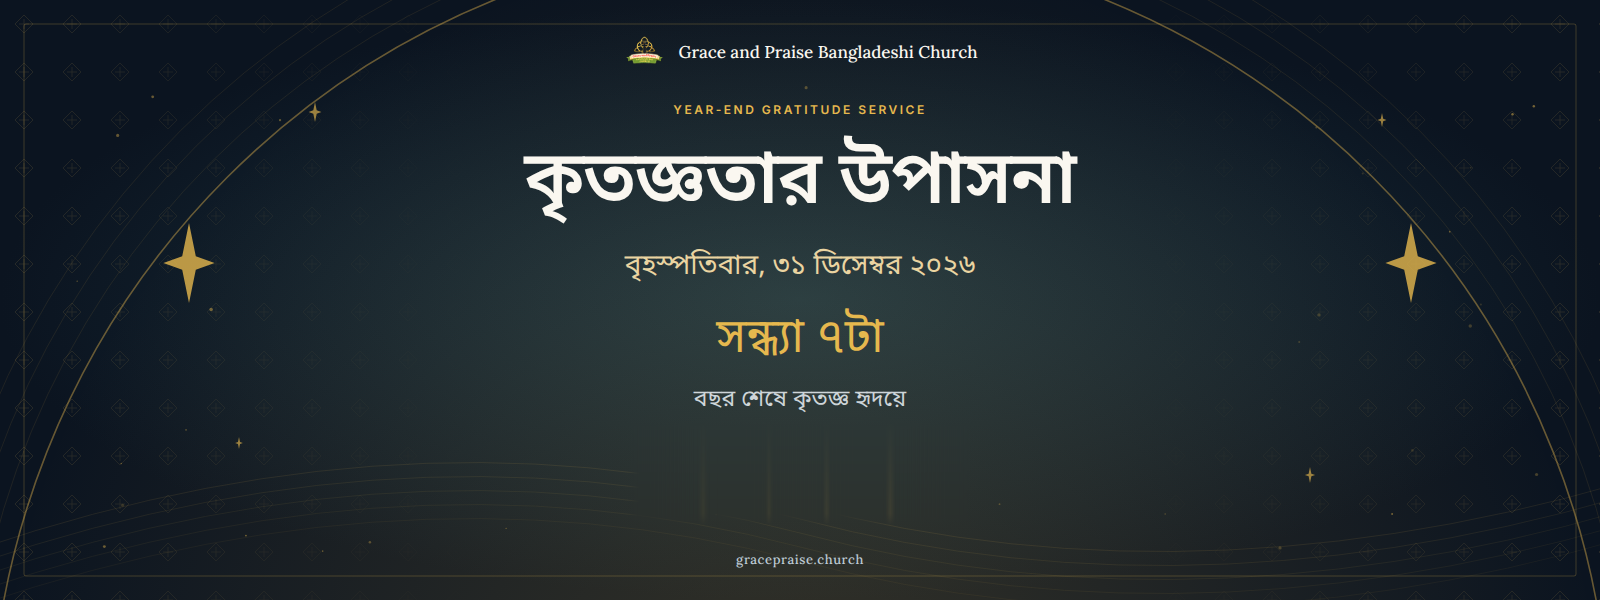 Grace and Praise Bangladeshi Church
YEAR-END GRATITUDE SERVICE
কৃতজ্ঞতার উপাসনা
বৃহস্পতিবার, ৩১ ডিসেম্বর ২০২৬
সন্ধ্যা ৭টা
বছর শেষে কৃতজ্ঞ হৃদয়ে
gracepraise.church